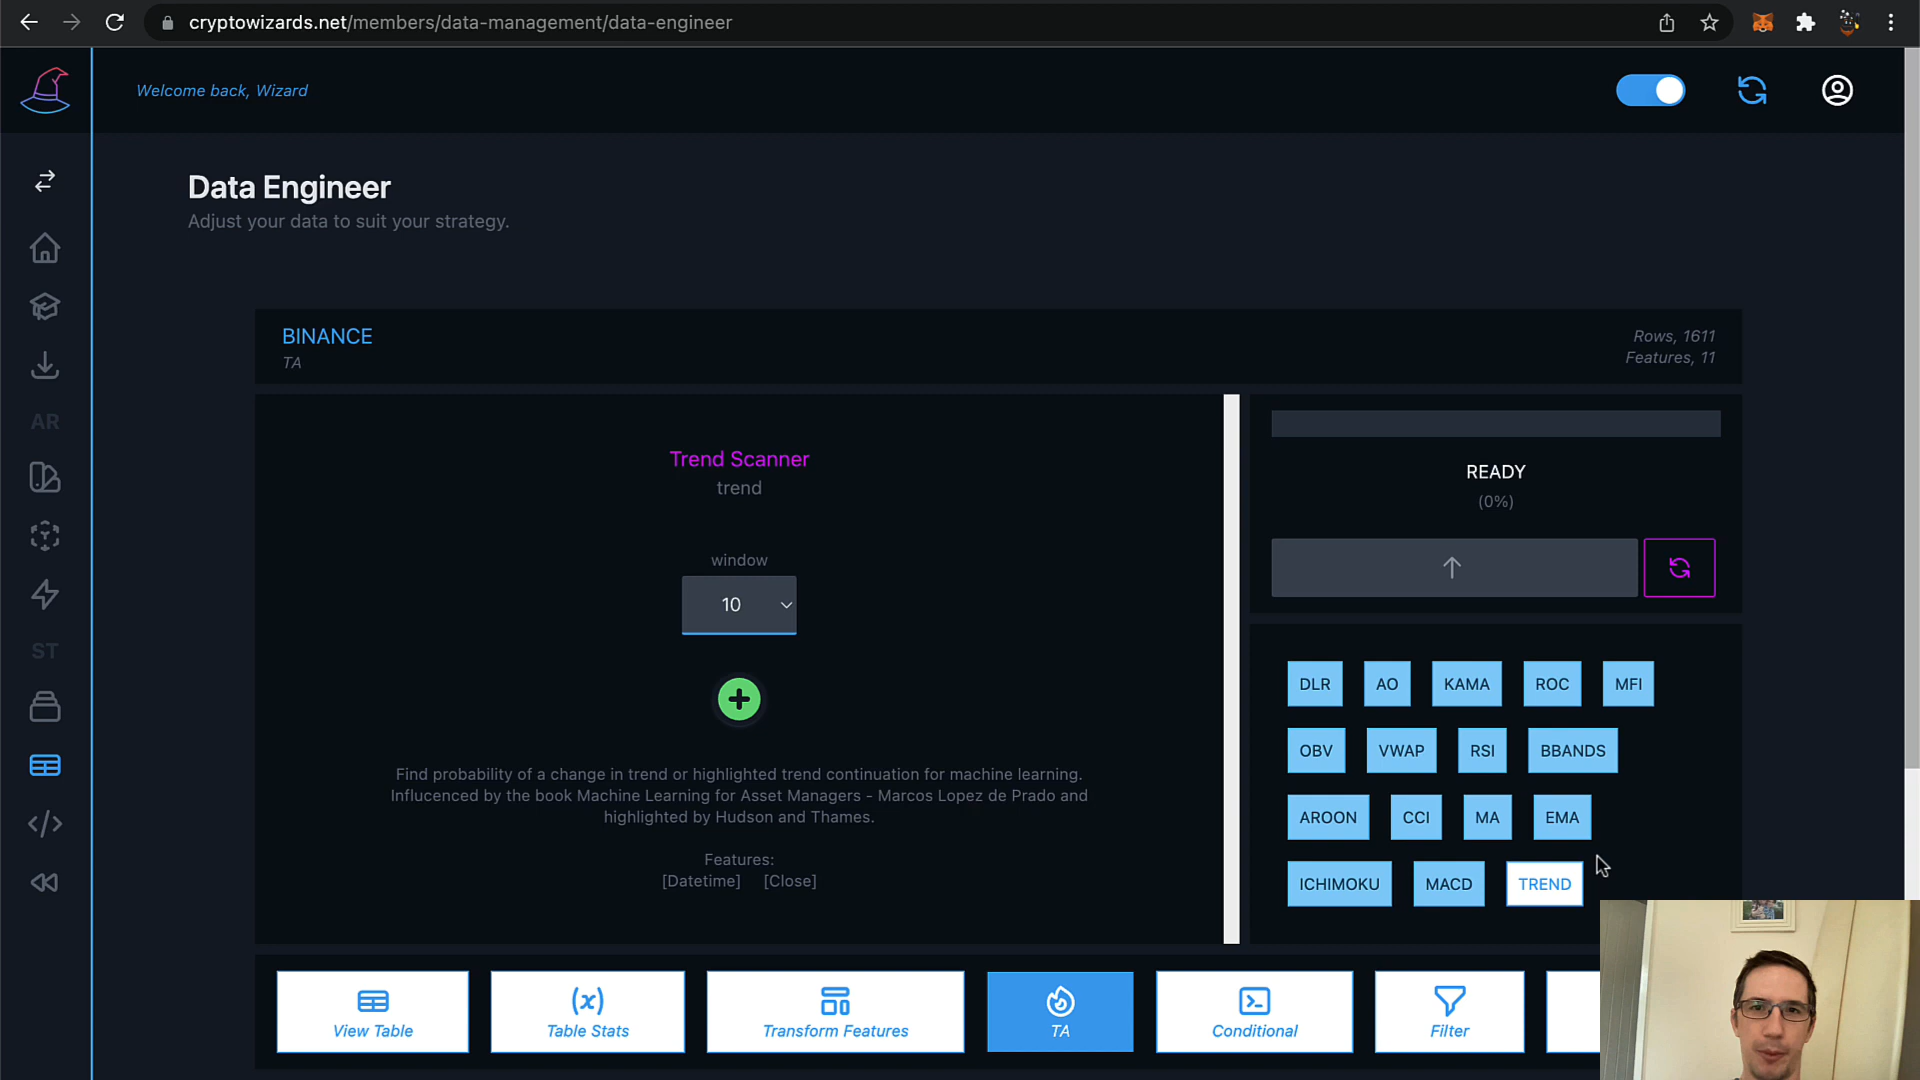 cryptowizards.net/members/data-management/data-engineer
Welcome back, Wizard
Data Engineer
Adjust your data to suit your strategy.
BINANCE
TA
Rows, 1611
Features, 11
Trend Scanner
trend
window
10
Find probability of a change in trend or highlighted trend continuation for machine learning.
Influcenced by the book Machine Learning for Asset Managers - Marcos Lopez de Prado and
highlighted by Hudson and Thames.
Features:
[Datetime] [Close]
READY
(0%)
DLR AO KAMA ROC MFI
OBV VWAP RSI BBANDS
AROON CCI MA EMA
ICHIMOKU MACD TREND
AR
ST
View Table
(x)
Table Stats
Transform Features
TA
Conditional
Filter